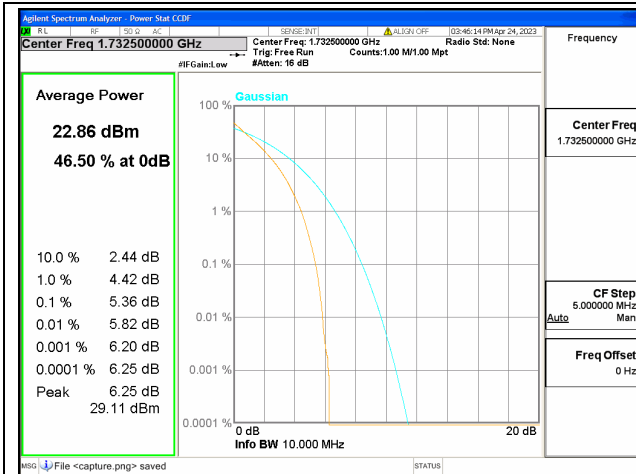 Agilent Spectrum Analyzer - Power Stat CCDF
RL RF 50 Ω AC SENSE:INT ALIGN OFF 03:46:14 PM Apr 24, 2023
Center Freq 1.732500000 GHz
Center Freq: 1.732500000 GHz Radio Std: None
Trig: Free Run Counts:1.00 M/1.00 Mpt
#IFGain:Low #Atten: 16 dB
Frequency
Average Power
22.86 dBm
46.50 % at 0dB
10.0 % 2.44 dB
1.0 % 4.42 dB
0.1 % 5.36 dB
0.01 % 5.82 dB
0.001 % 6.20 dB
0.0001 % 6.25 dB
Peak 6.25 dB
29.11 dBm
Gaussian
100 %
10 %
1 %
0.1 %
0.01 %
0.001 %
0.0001 %
0 dB 20 dB
Info BW 10.000 MHz
Center Freq
1.732500000 GHz
CF Step
5.000000 MHz
Auto Man
Freq Offset
0 Hz
MSG File <capture.png> saved STATUS